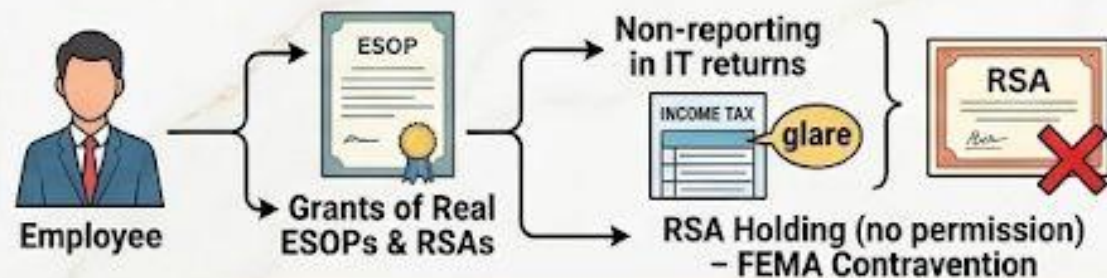 Employee
ESOP
Grants of Real
ESOPs & RSAs
Non-reporting
in IT returns
INCOME TAX
glare
RSA
RSA Holding (no permission)
– FEMA Contravention